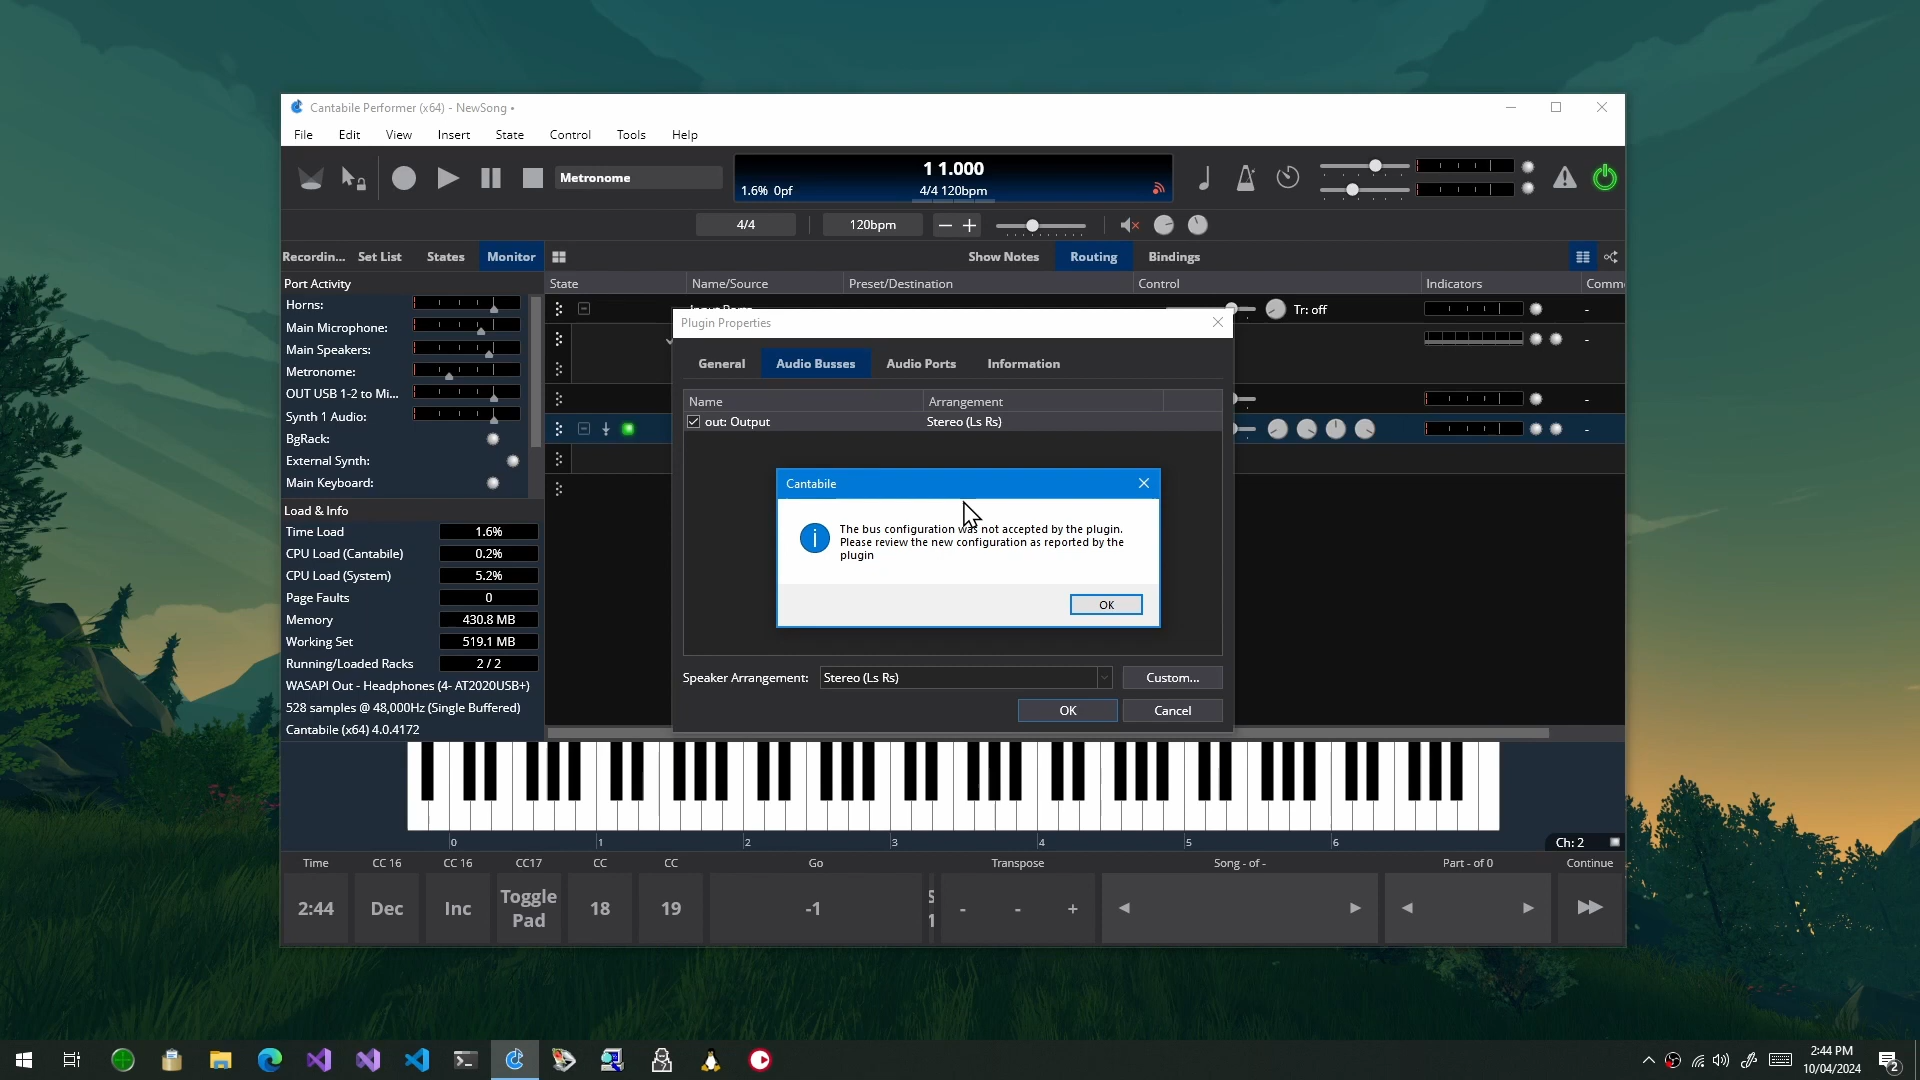 Cantabile Performer (x64) - NewSong •
File Edit View Insert State Control Tools Help
Metronome
1 1.000
1.6% 0pf
4/4 120bpm
4/4
120bpm
Recordin... Set List States Monitor
Show Notes Routing Bindings
Port Activity
State Name/Source Preset/Destination Control Indicators Comm
Horns:
Tr: off
-
Main Microphone:
-
Main Speakers:
Metronome:
OUT USB 1-2 to Mi...
-
Synth 1 Audio:
-
BgRack:
External Synth:
Main Keyboard:
Load & Info
Time Load 1.6%
CPU Load (Cantabile) 0.2%
CPU Load (System) 5.2%
Page Faults 0
Memory 430.8 MB
Working Set 519.1 MB
Running/Loaded Racks 2 / 2
WASAPI Out - Headphones (4- AT2020USB+)
528 samples @ 48,000Hz (Single Buffered)
Cantabile (x64) 4.0.4172
Plugin Properties
General Audio Busses Audio Ports Information
Name Arrangement
out: Output Stereo (Ls Rs)
Cantabile
The bus configuration was not accepted by the plugin.
Please review the new configuration as reported by the
plugin
OK
Speaker Arrangement: Stereo (Ls Rs) Custom...
OK Cancel
0 1 2 3 4 5 6
Ch: 2
Time CC 16 CC 16 CC17 CC CC Go Transpose Song - of - Part - of 0 Continue
2:44 Dec Inc Toggle
Pad 18 19 -1 - - +
2:44 PM
10/04/2024
2